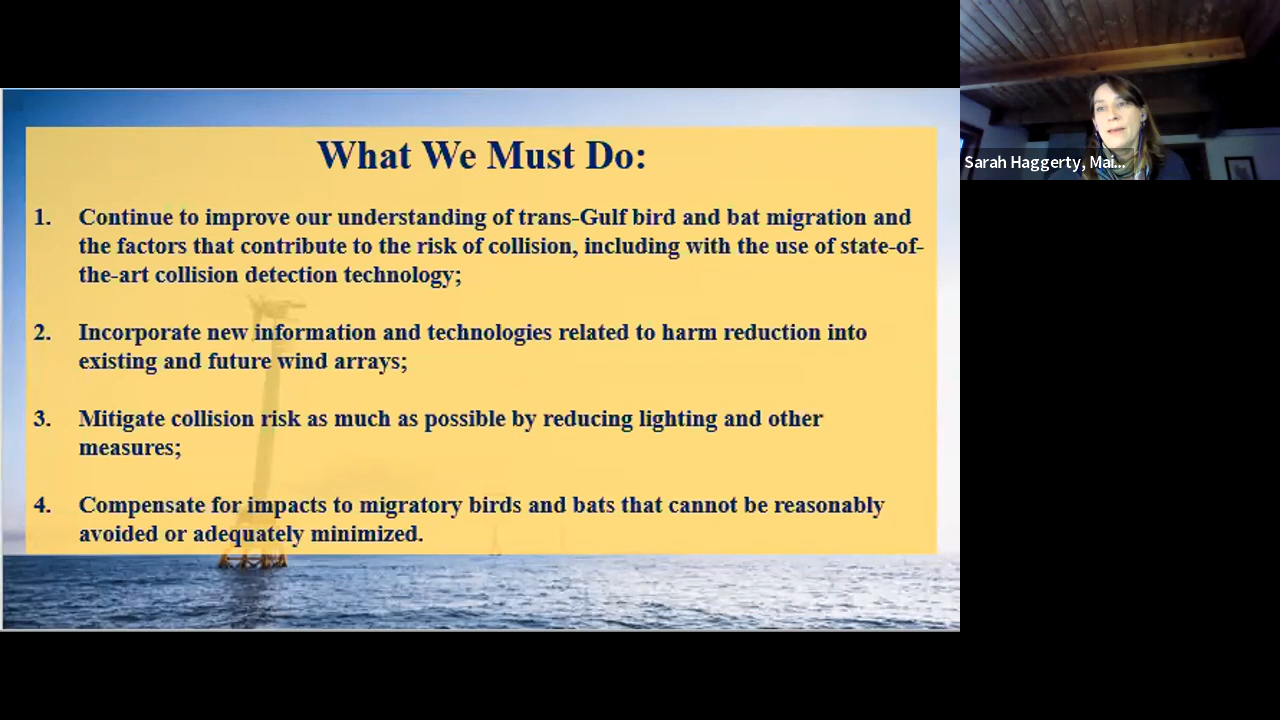 What We Must Do:
1. Continue to improve our understanding of trans-Gulf bird and bat migration and
the factors that contribute to the risk of collision, including with the use of state-of-
the-art collision detection technology;
2. Incorporate new information and technologies related to harm reduction into
existing and future wind arrays;
3. Mitigate collision risk as much as possible by reducing lighting and other
measures;
4. Compensate for impacts to migratory birds and bats that cannot be reasonably
avoided or adequately minimized.
Sarah Haggerty, Mai...